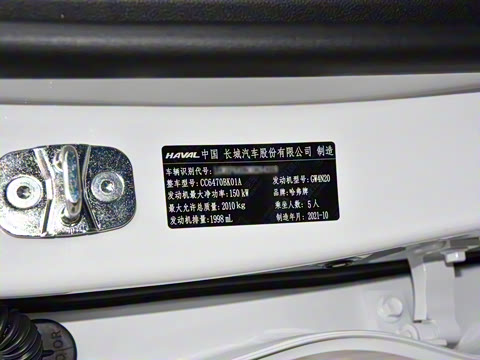 HAVAL 中国 长城汽车股份有限公司 制造
车辆识别代号:
整车型号: CC6470BK01A 发动机型号: GW4N20
发动机最大净功率: 150 kW 品牌: 哈弗牌
最大允许总质量: 2010 kg 乘坐人数: 5 人
发动机排量: 1998 mL 制造年月: 2021-10